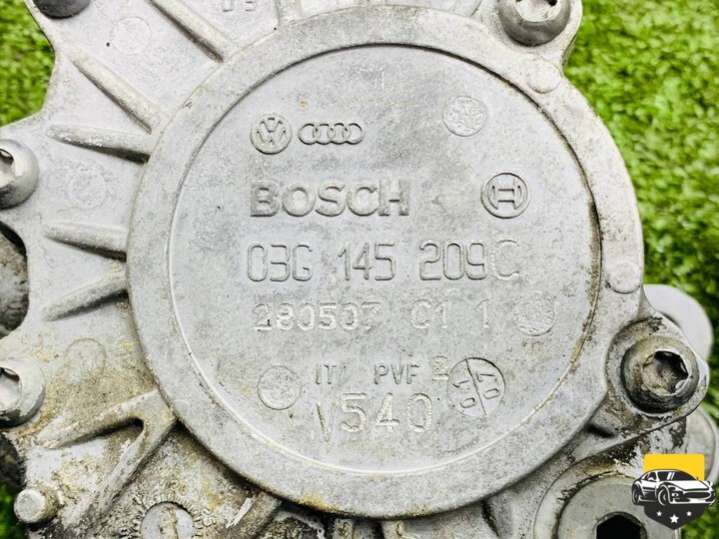 BOSCH
03G 145 209C
280507 C1 1
IT PVF
V540